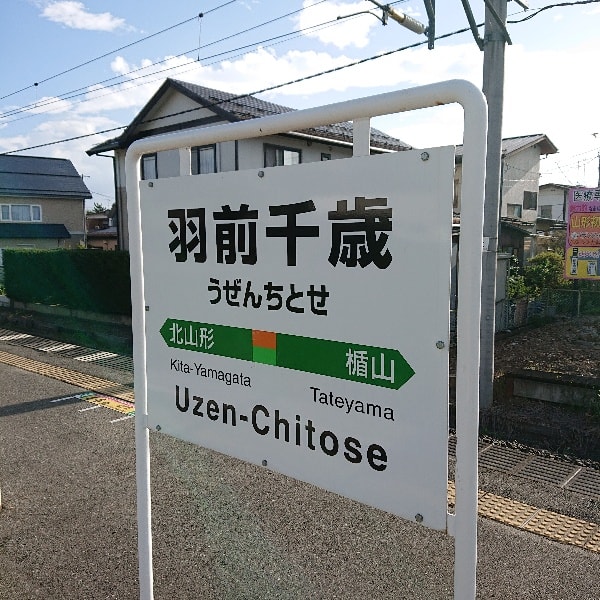 羽前千歳
うぜんちとせ
北山形
楯山
Kita-Yamagata
Tateyama
Uzen-Chitose